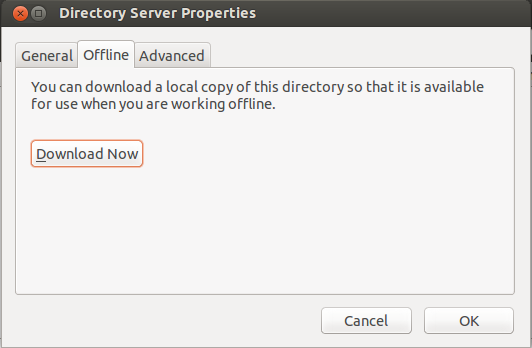 Directory Server Properties
General Offline Advanced
You can download a local copy of this directory so that it is available
for use when you are working offline.
Download Now
Cancel OK